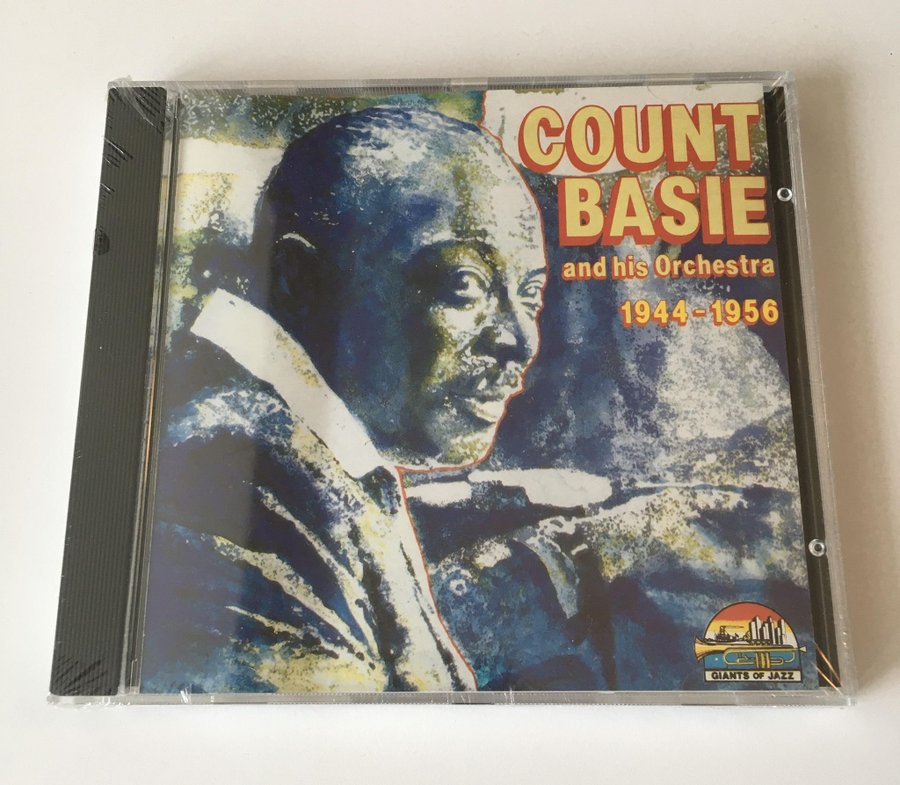 COUNT
BASIE
and his Orchestra
1944-1956
GIANTS OF JAZZ